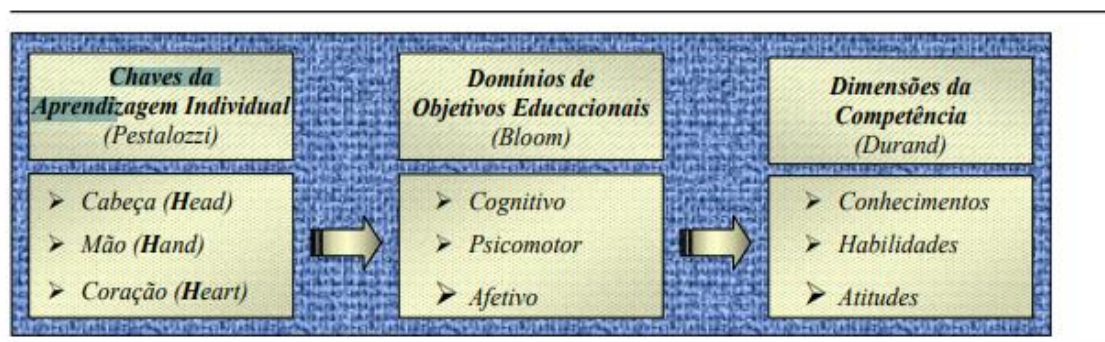 Chaves da
Aprendizagem Individual
(Pestalozzi)
➢ Cabeça (Head)
➢ Mão (Hand)
➢ Coração (Heart)
Domínios de
Objetivos Educacionais
(Bloom)
➢ Cognitivo
➢ Psicomotor
➢ Afetivo
Dimensões da
Competência
(Durand)
➢ Conhecimentos
➢ Habilidades
➢ Atitudes